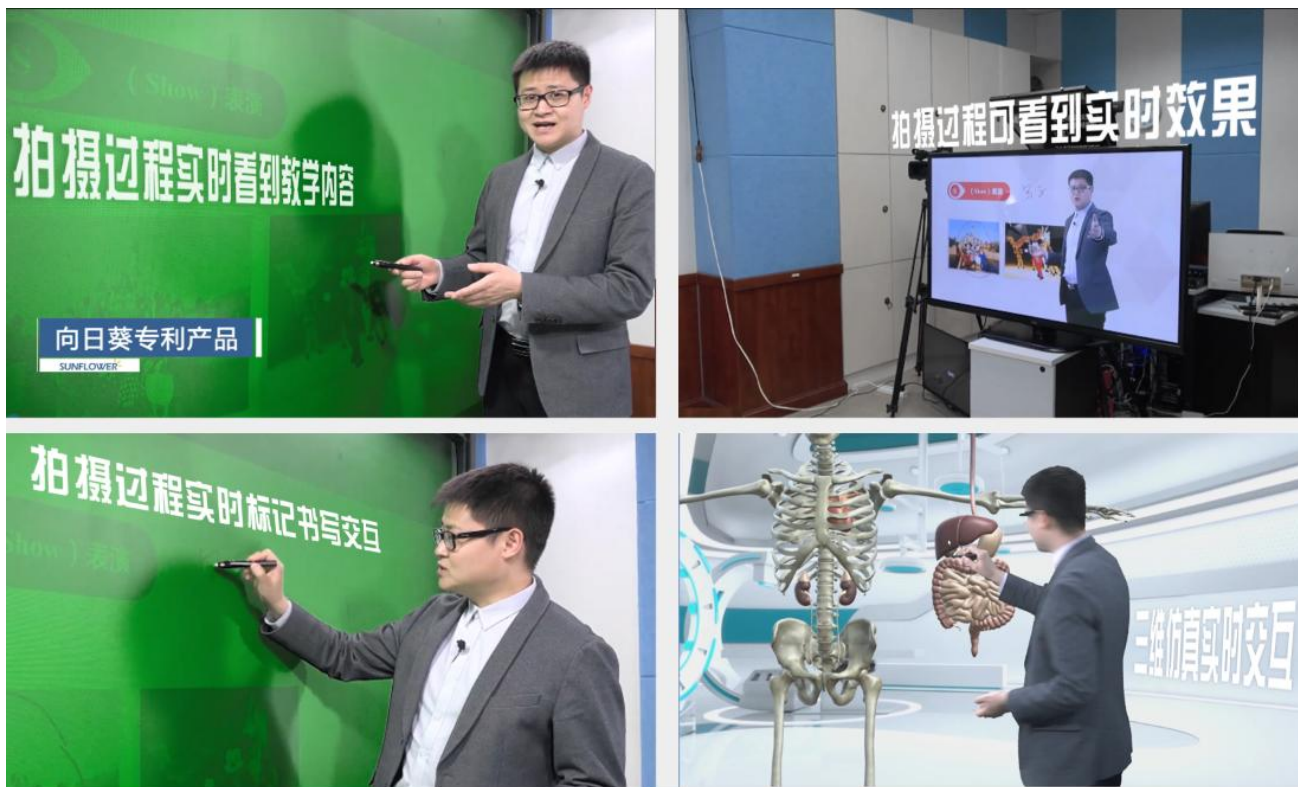 （Show）表演
拍摄过程实时看到教学内容
向日葵专利产品
SUNFLOWER
拍摄过程可看到实时效果
（Show）表演
拍摄过程实时标记书写交互
Show）表演
三维仿真实时交互